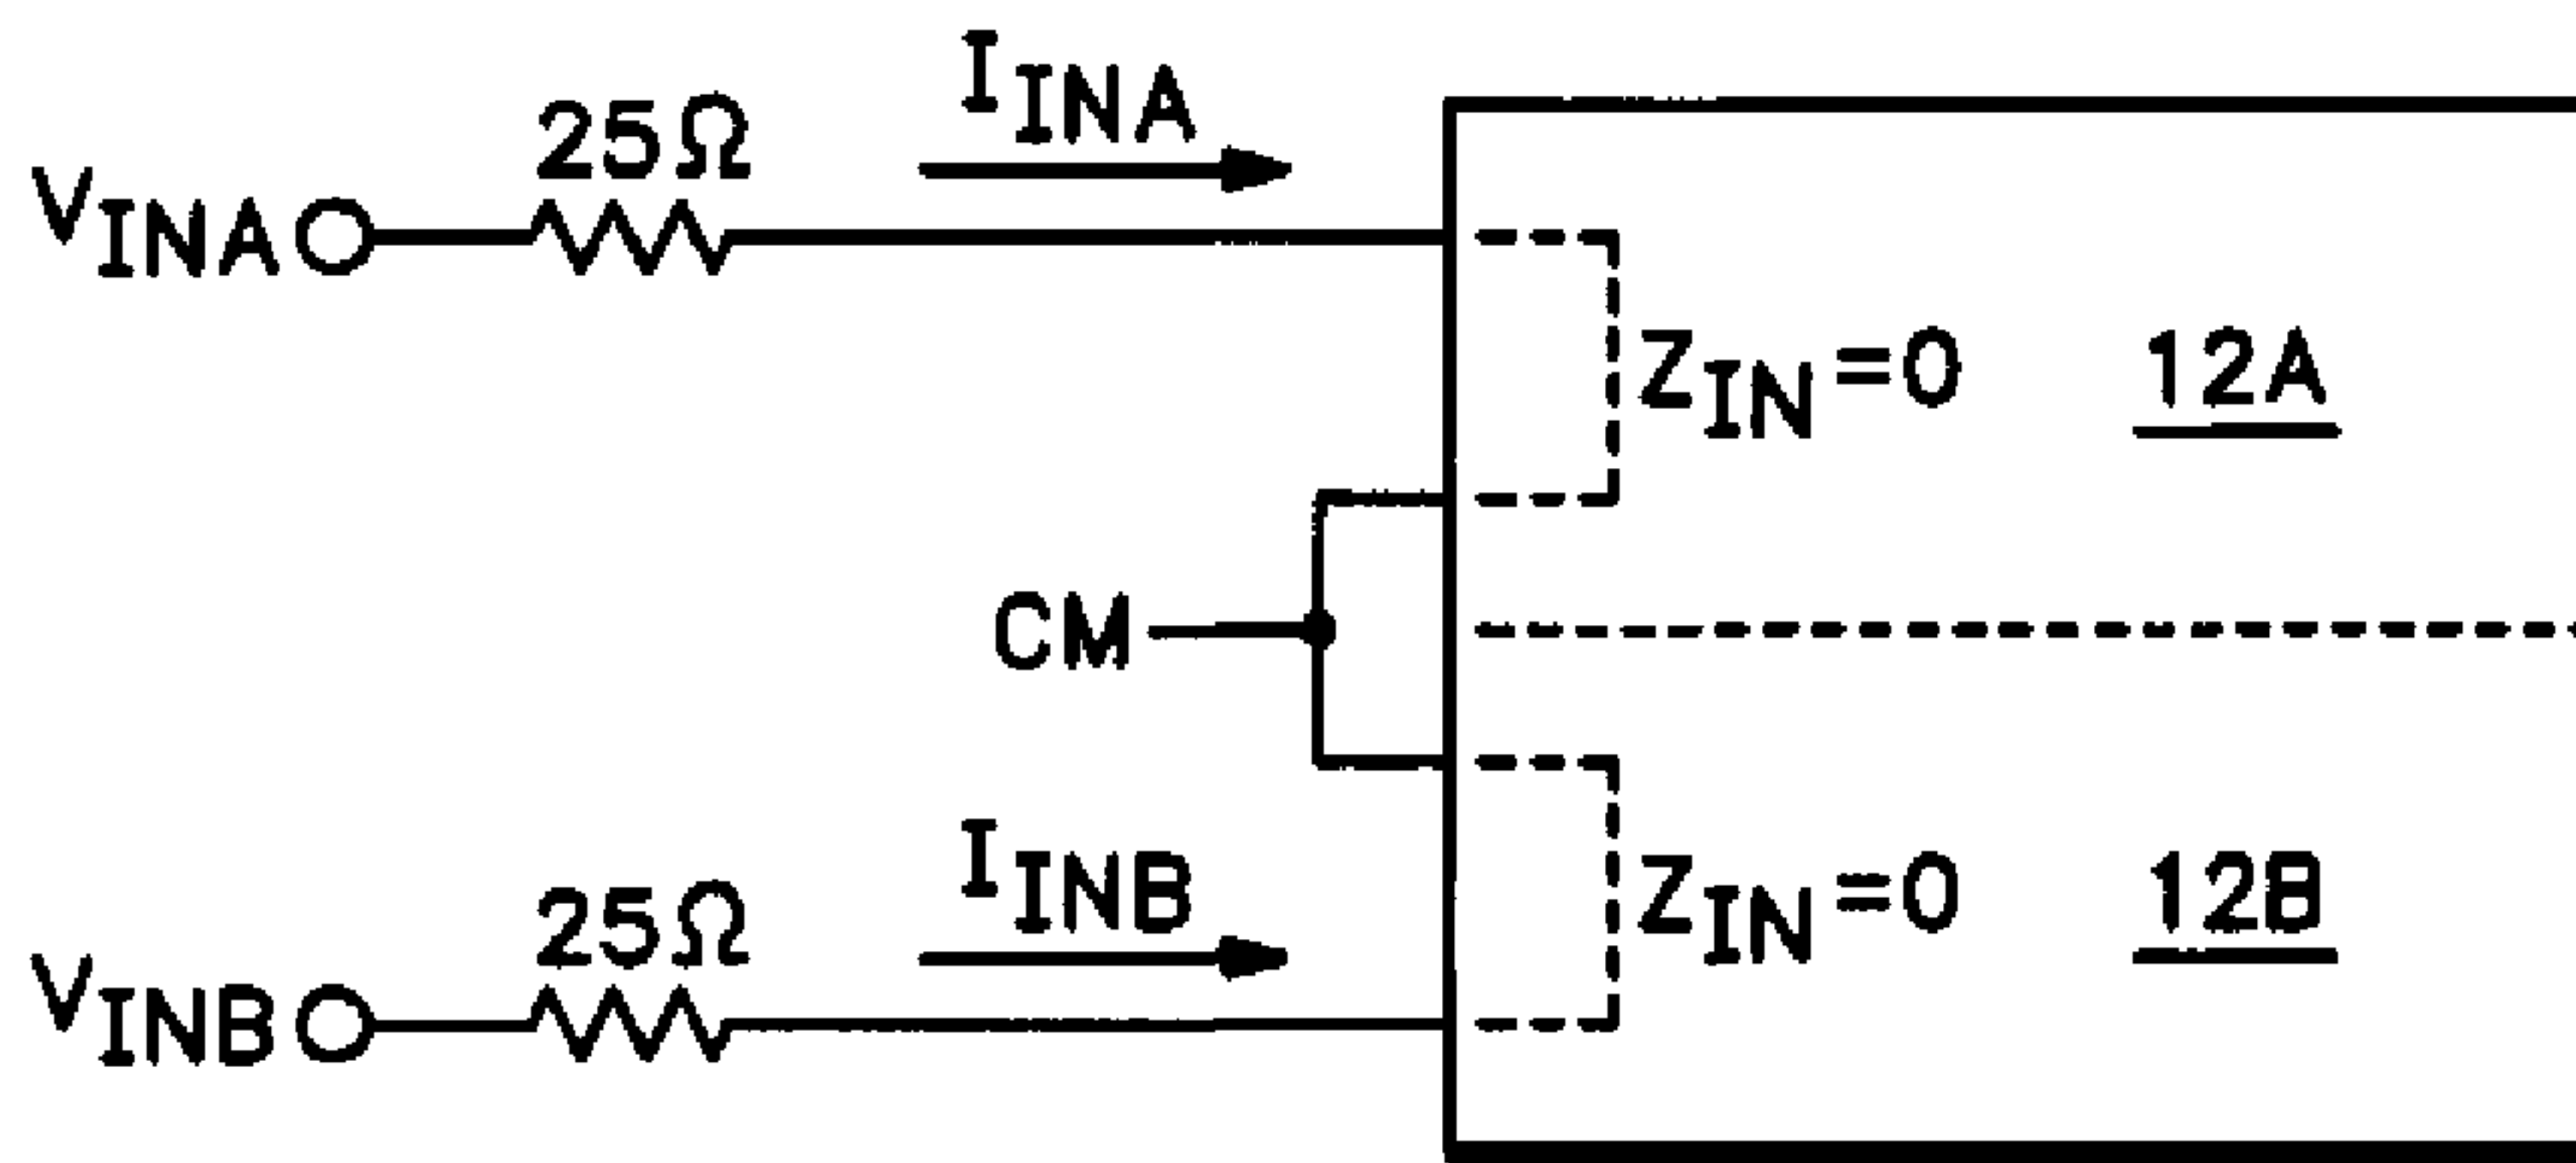 I_INA
25Ω
V_INA
Z_IN=0 12A
CM
I_INB
25Ω
Z_IN=0 12B
V_INB